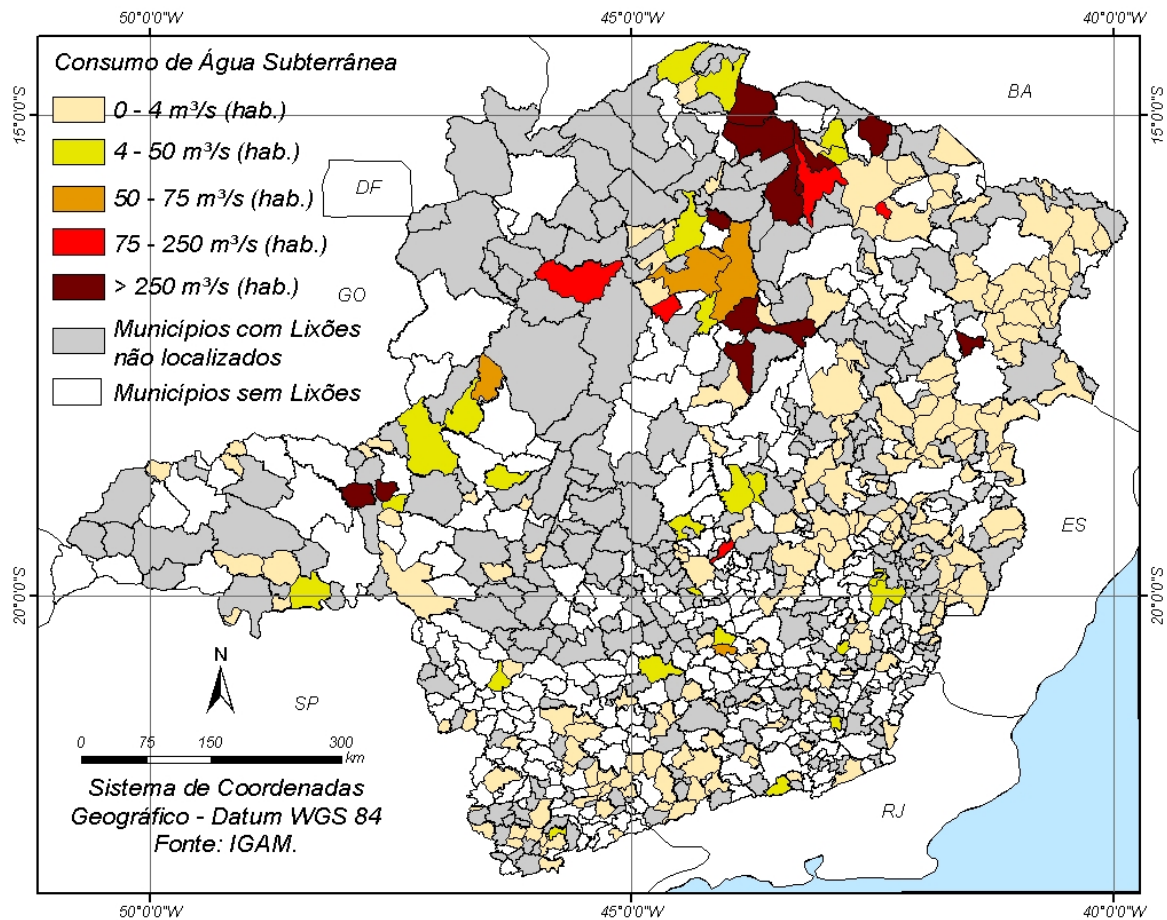 50°0'0"W 45°0'0"W 40°0'0"W
Consumo de Água Subterrânea
0 - 4 m³/s (hab.)
4 - 50 m³/s (hab.)
50 - 75 m³/s (hab.)
75 - 250 m³/s (hab.)
> 250 m³/s (hab.)
Municípios com Lixões
não localizados
Municípios sem Lixões
15°0'0"S
15°0'0"S
BA
DF
GO
ES
20°0'0"S
20°0'0"S
N
SP
RJ
0 75 150 300
km
Sistema de Coordenadas
Geográfico - Datum WGS 84
Fonte: IGAM.
50°0'0"W 45°0'0"W 40°0'0"W